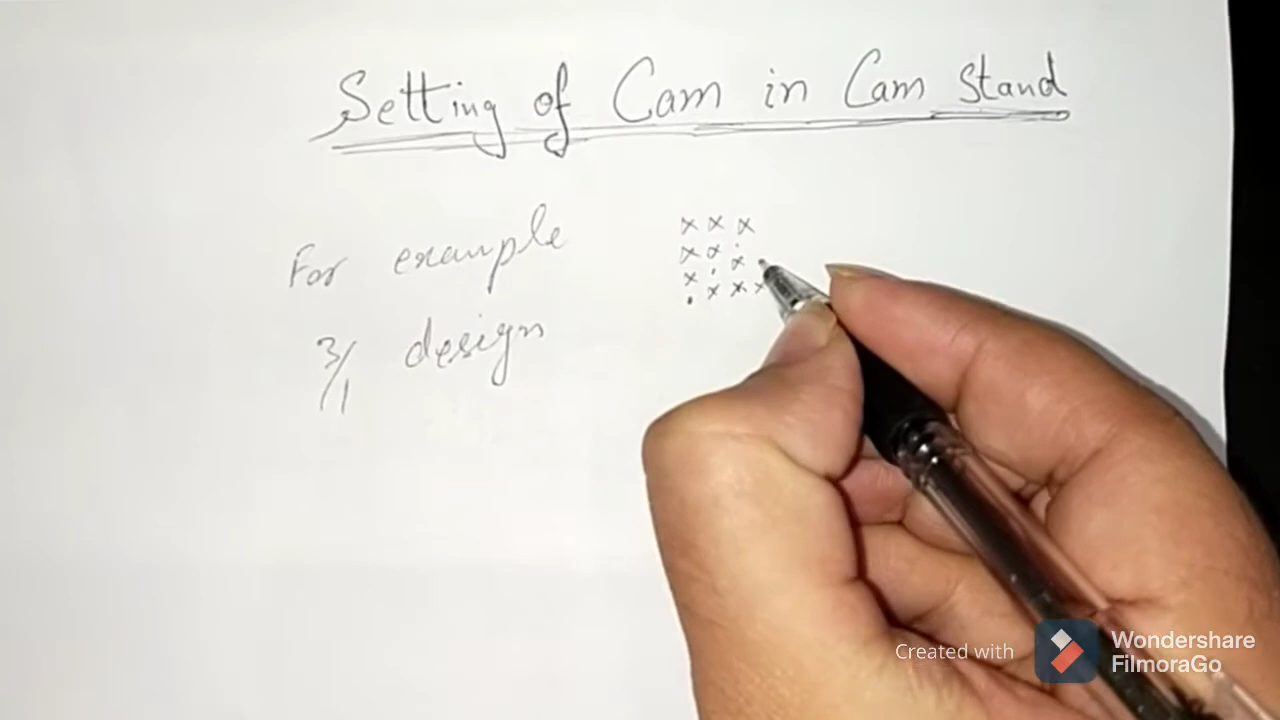 Setting of Cam in Cam Stand
For example
3/1 design
x x x
x x .
x . x
. x x x
Created with Wondershare FilmoraGo